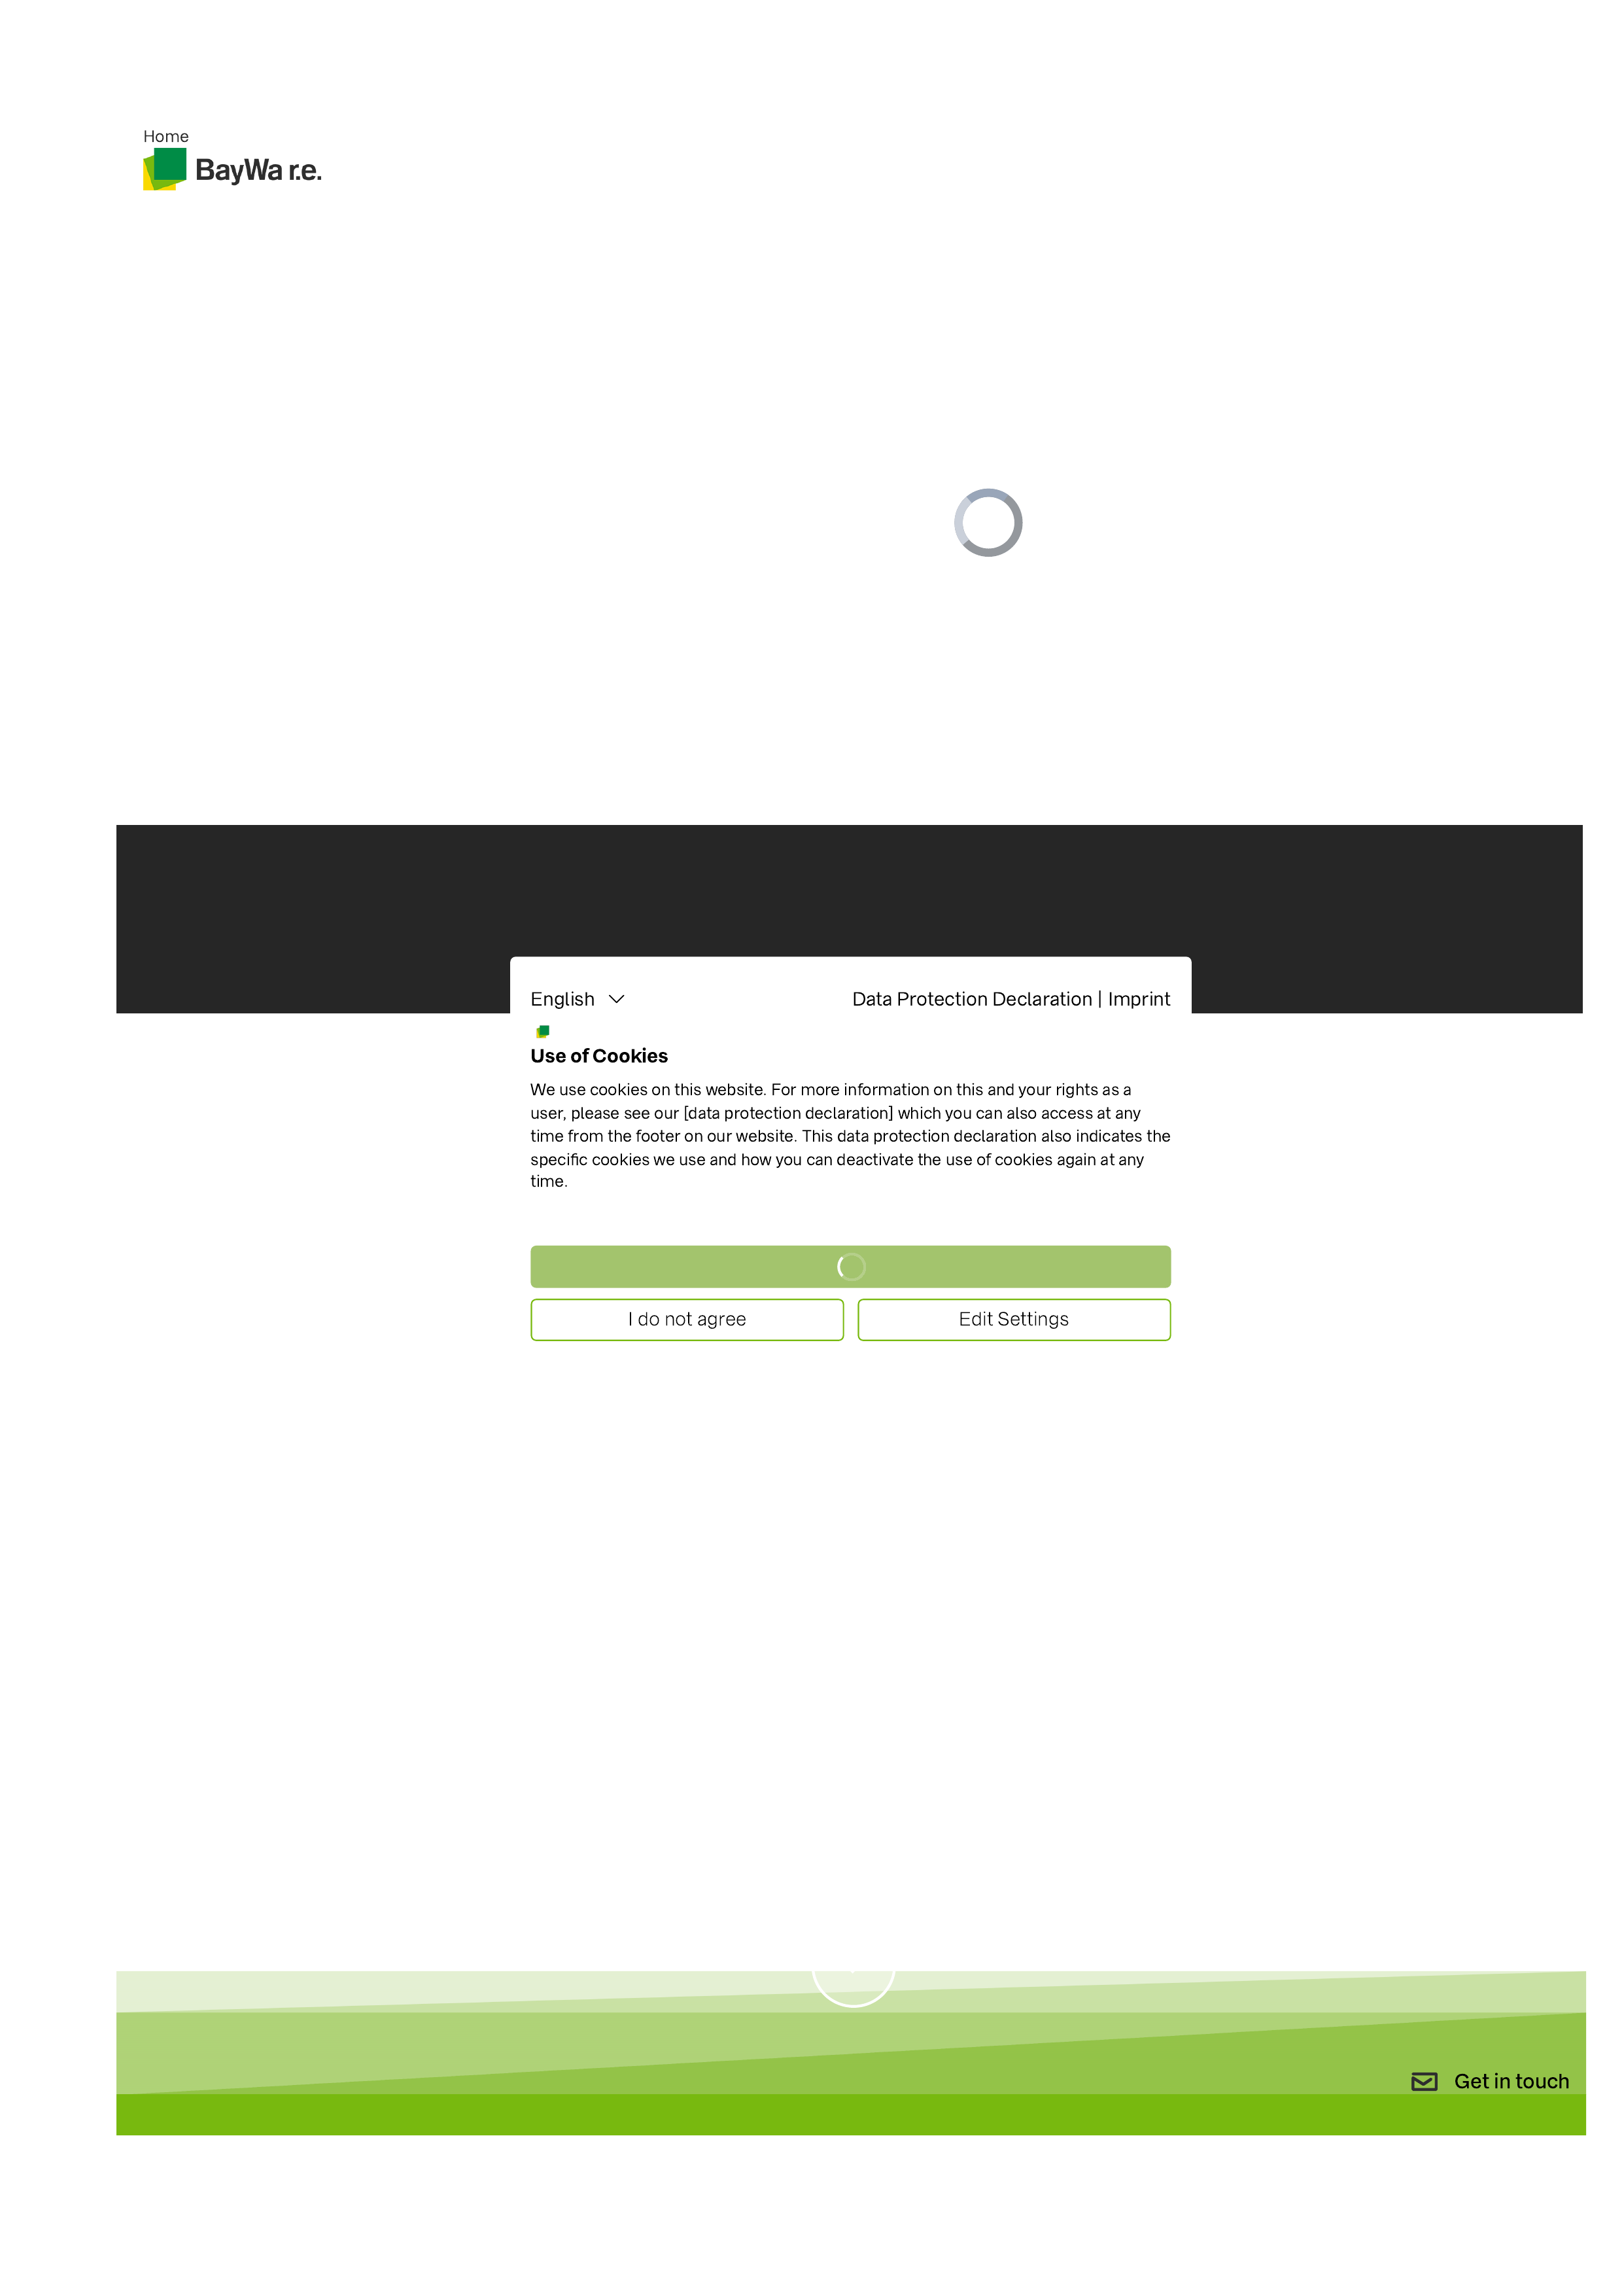 Home
BayWa r.e.
English
Data Protection Declaration | Imprint
Use of Cookies
We use cookies on this website. For more information on this and your rights as a
user, please see our [data protection declaration] which you can also access at any
time from the footer on our website. This data protection declaration also indicates the
specific cookies we use and how you can deactivate the use of cookies again at any
time.
I do not agree
Edit Settings
Get in touch